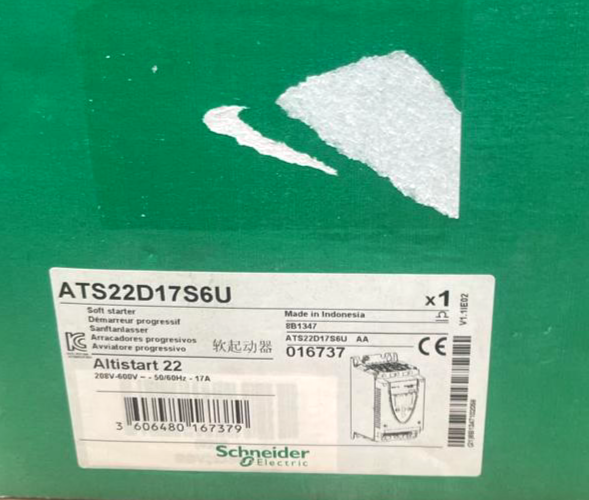 ATS22D17S6U
x1
Soft starter
Démarreur progressif
Sanftanlasser
Arracadores progresivos
Avviatore progressivo
软起动器
Made in Indonesia
8B1347
ATS22D17S6U AA
016737
CE
V1.1IE02
Altistart 22
208V-600V ~ - 50/60Hz - 17A
3 606480 167379
Schneider
Electric